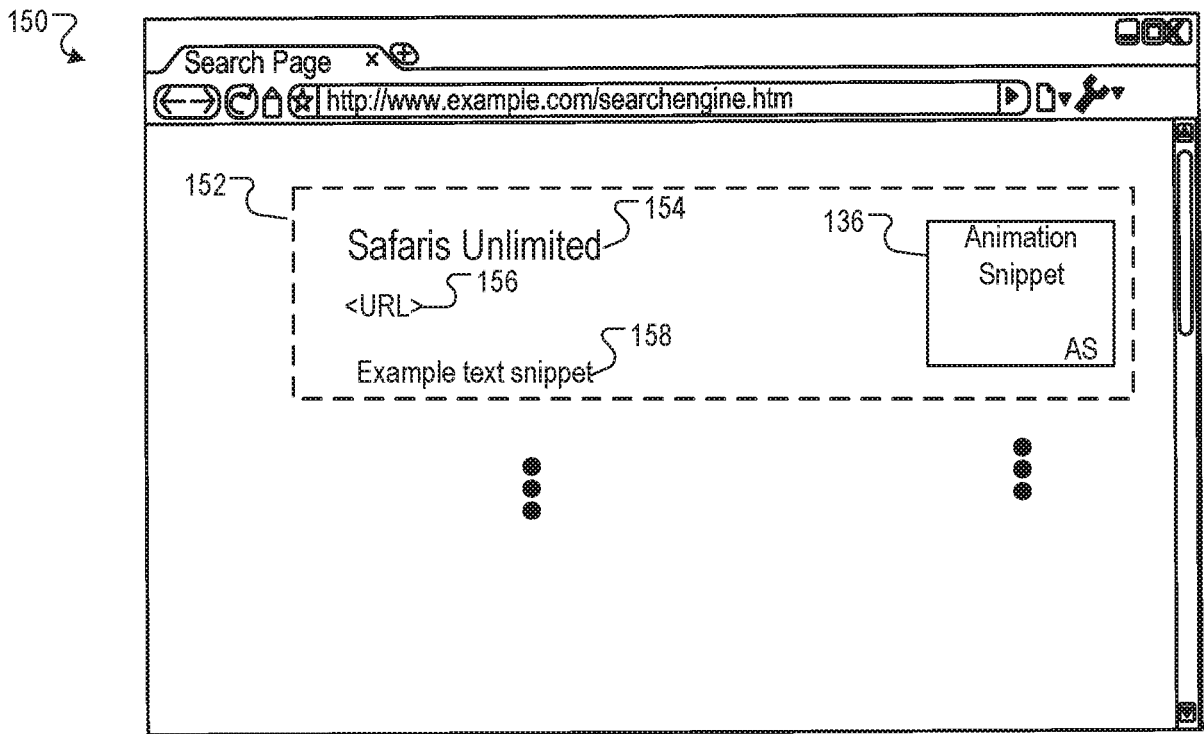 150
Search Page x
http://www.example.com/searchengine.htm
152
154
Safaris Unlimited
136
Animation
Snippet
AS
<URL>
156
158
Example text snippet